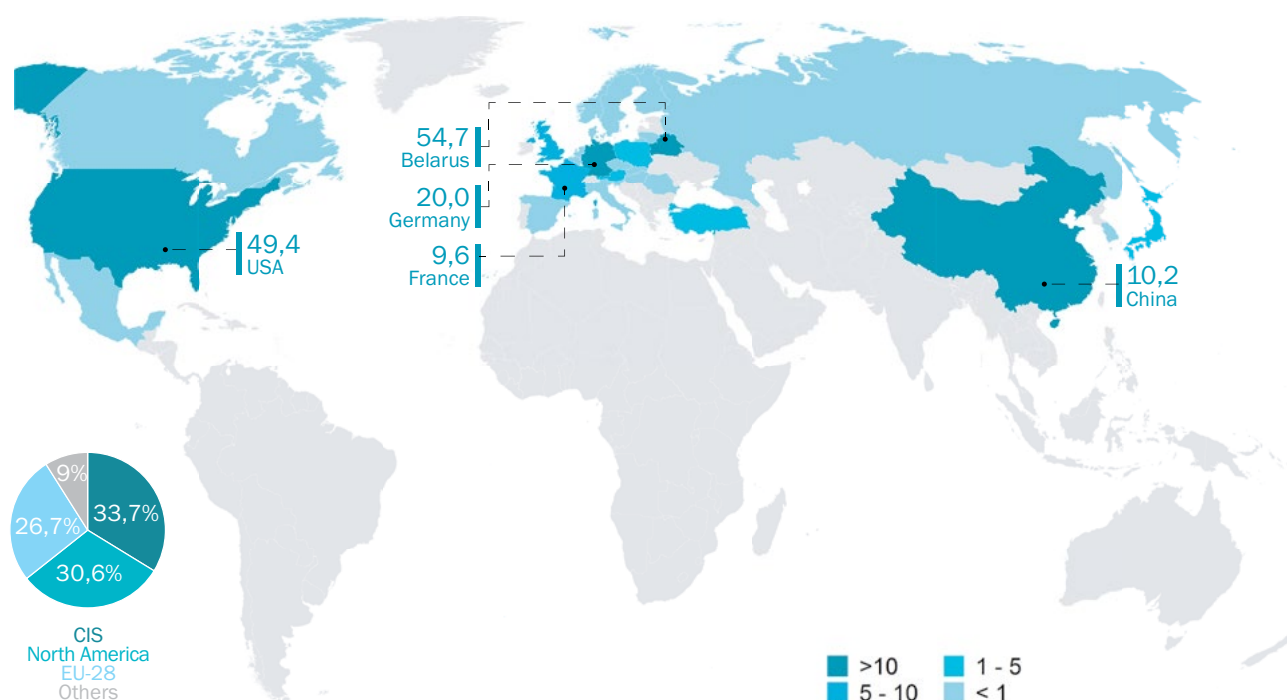 54,7
Belarus
20,0
Germany
9,6
France
49,4
USA
10,2
China
9%
33,7%
26,7%
30,6%
CIS
North America
EU-28
Others
>10
1 - 5
5 - 10
< 1